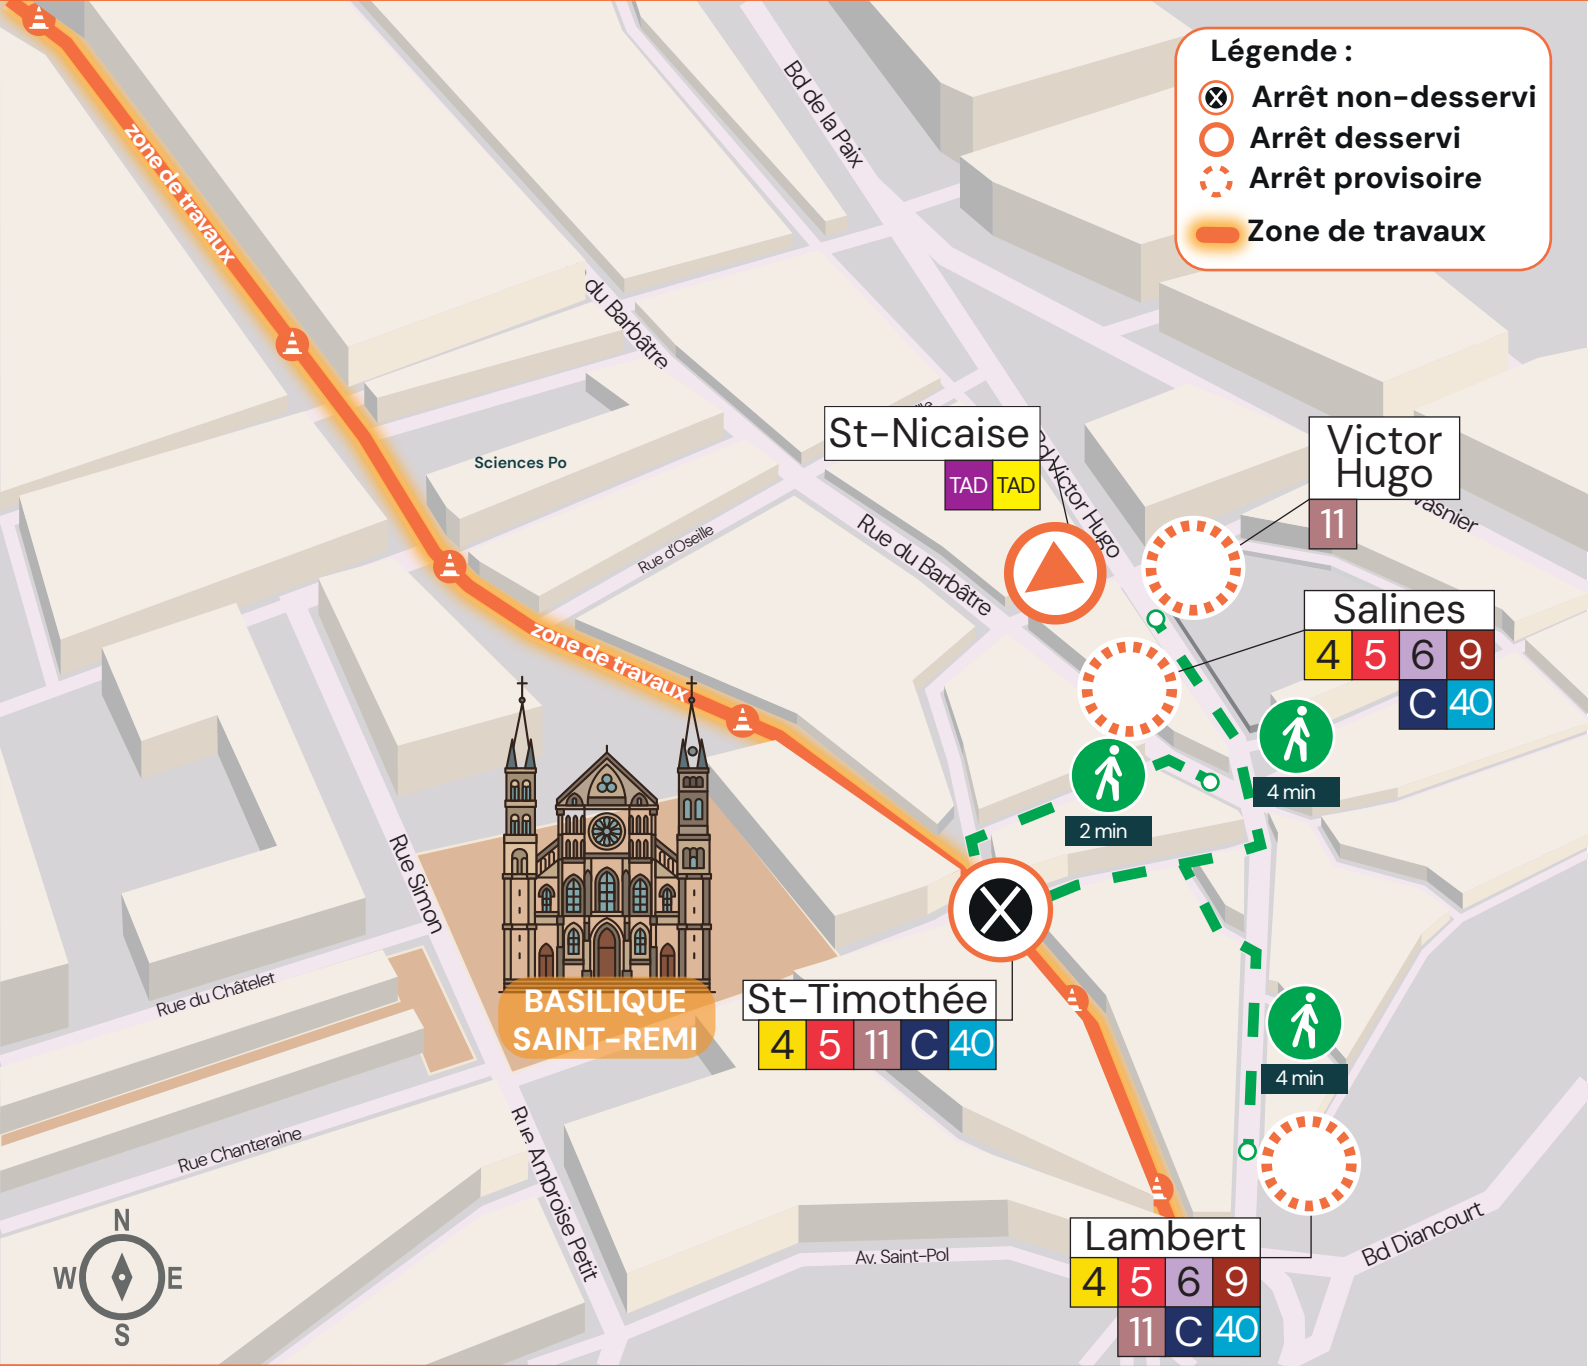 Légende :
Arrêt non-desservi
Arrêt desservi
Arrêt provisoire
Zone de travaux
zone de travaux
Bd de la Paix
du Barbâtre
Sciences Po
St-Nicaise
TAD TAD
Bd Victor Hugo
Victor
Hugo
11
vasnier
Rue d'Oseille
Rue du Barbâtre
Salines
4 5 6 9
C 40
zone de travaux
4 min
2 min
Rue Simon
Rue du Châtelet
BASILIQUE
SAINT-REMI
St-Timothée
4 5 11 C 40
4 min
Rue Chanteraine
Rue Ambroise Petit
Av. Saint-Pol
Bd Diancourt
Lambert
4 5 6 9
11 C 40
N
W E
S